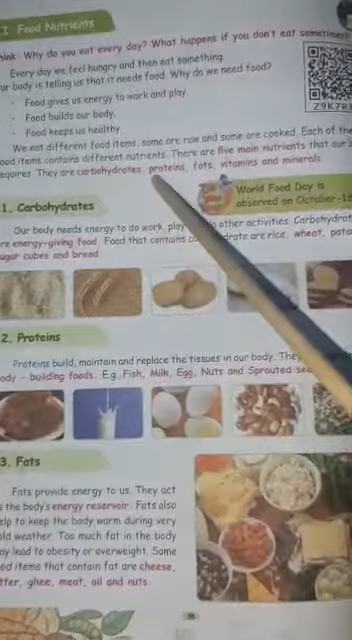 Food Nutrients
Why do you eat every day? What happens if you don't eat sometimes?
Every day we feel hungry and then eat something.
body is telling us that it needs food. Why do we need food?
Food gives us energy to work and play.
Food builds our body.
Food keeps us healthy.
We eat different food items, some are raw and some are cooked. Each of the
food items contains different nutrients. There are five main nutrients that our
requires. They are carbohydrates, proteins, fats, vitamins and minerals.
World Food Day is
observed on October-16
1. Carbohydrates
Our body needs energy to do work, play other activities.
energy-giving food. Food that contains are rice, wheat,
sugar cubes and bread.
2. Proteins
Proteins build, maintain and replace the tissues in our body.
body - building foods. E.g., Fish, Milk, Egg, Nuts and Sprouted
3. Fats
Fats provide energy to us. They act
the body's energy reservoir. Fats also
help to keep the body warm during very
cold weather. Too much fat in the body
may lead to obesity or overweight. Some
food items that contain fat are cheese,
butter, ghee, meat, oil and nuts.